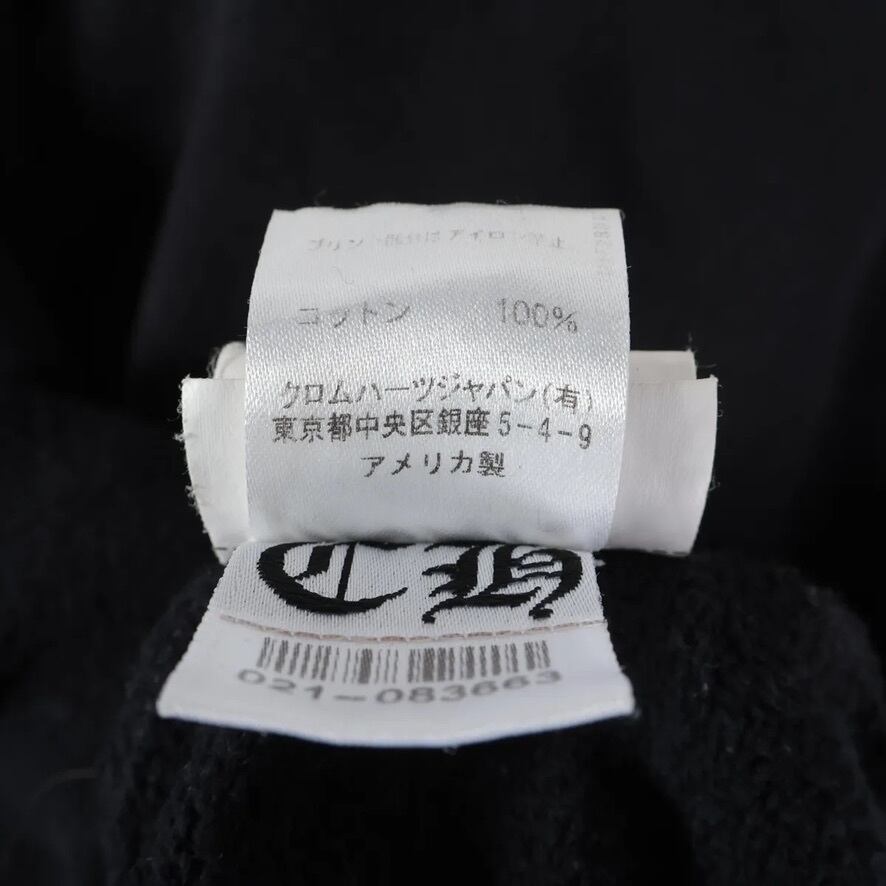 プリント部分はアイロン禁止
コットン 100%
クロムハーツジャパン(有)
東京都中央区銀座5-4-9
アメリカ製
021-083663